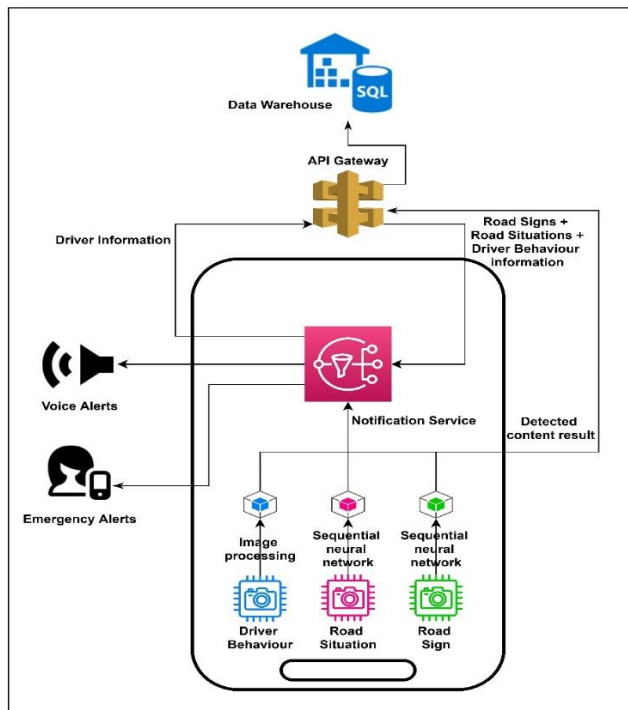 SQL
Data Warehouse
API Gateway
Driver Information
Road Signs +
Road Situations +
Driver Behaviour
information
Voice Alerts
Notification Service
Detected
content result
Emergency Alerts
Image
processing
Sequential
neural
network
Sequential
neural
network
Driver
Behaviour
Road
Situation
Road
Sign